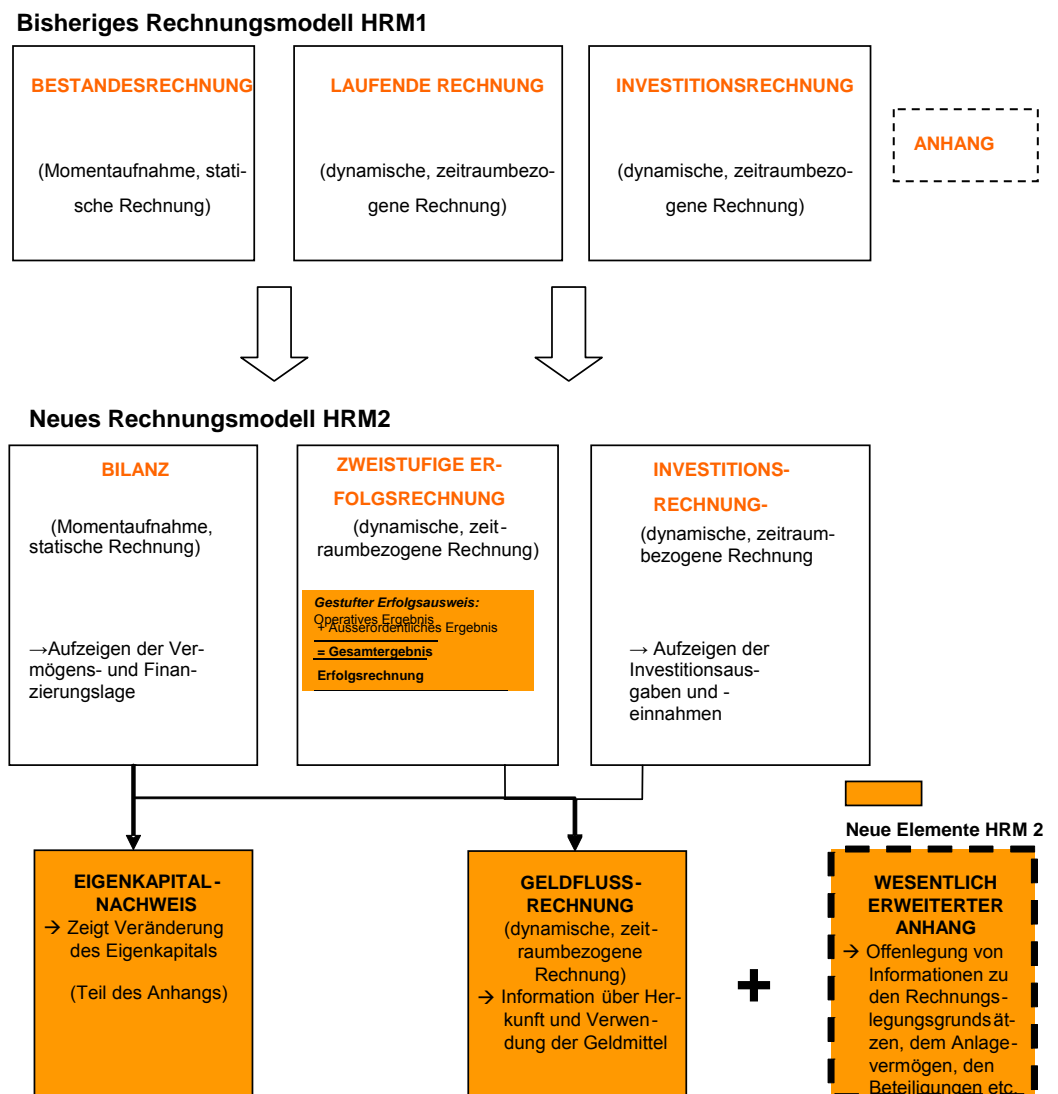 Bisheriges Rechnungsmodell HRM1
BESTANDESRECHNUNG
(Momentaufnahme, stati-
sche Rechnung)
LAUFENDE RECHNUNG
(dynamische, zeitraumbezo-
gene Rechnung)
INVESTITIONSRECHNUNG
(dynamische, zeitraumbezo-
gene Rechnung)
ANHANG
Neues Rechnungsmodell HRM2
BILANZ
(Momentaufnahme,
statische Rechnung)
→Aufzeigen der Ver-
mögens- und Finan-
zierungslage
ZWEISTUFIGE ER-
FOLGSRECHNUNG
(dynamische, zeit-
raumbezogene Rechnung)
Gestufter Erfolgsausweis:
Operatives Ergebnis
+ Ausserordentliches Ergebnis
= Gesamtergebnis
Erfolgsrechnung
INVESTITIONS-
RECHNUNG-
(dynamische, zeitraum-
bezogene Rechnung
→ Aufzeigen der
Investitionsaus-
gaben und -
einnahmen
Neue Elemente HRM 2
EIGENKAPITAL-
NACHWEIS
→ Zeigt Veränderung
des Eigenkapitals
(Teil des Anhangs)
GELDFLUSS-
RECHNUNG
(dynamische, zeit-
raumbezogene
Rechnung)
→ Information über Her-
kunft und Verwen-
dung der Geldmittel
+
WESENTLICH
ERWEITERTER
ANHANG
→ Offenlegung von
Informationen zu
den Rechnungs-
legungsgrundsät-
zen, dem Anlage-
vermögen, den
Beteiligungen etc.